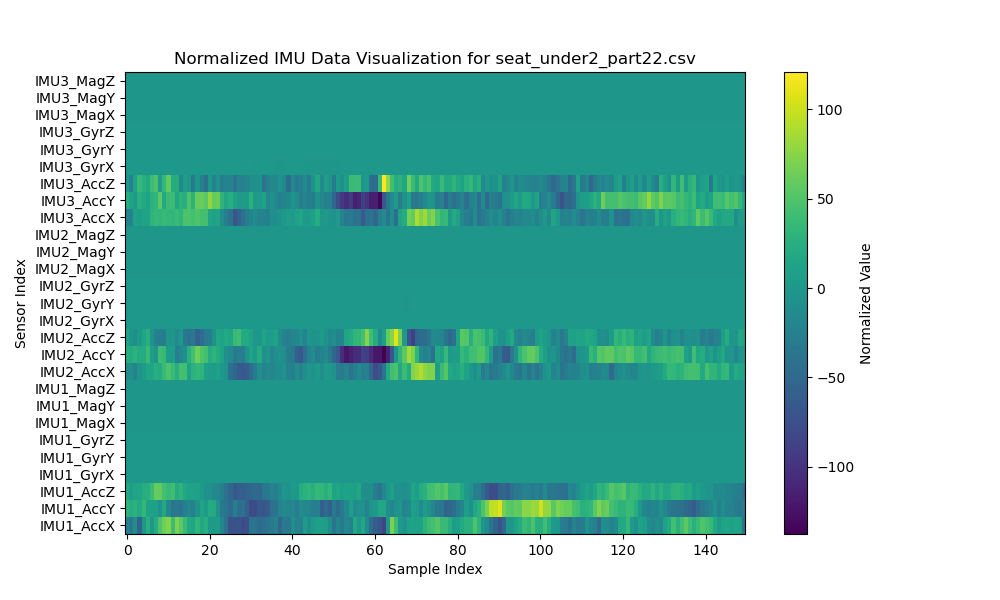 Normalized IMU Data Visualization for seat_under2_part22.csv
IMU3_MagZ
IMU3_MagY
IMU3_MagX
IMU3_GyrZ
IMU3_GyrY
IMU3_GyrX
IMU3_AccZ
IMU3_AccY
IMU3_AccX
IMU2_MagZ
IMU2_MagY
IMU2_MagX
IMU2_GyrZ
IMU2_GyrY
IMU2_GyrX
IMU2_AccZ
IMU2_AccY
IMU2_AccX
IMU1_MagZ
IMU1_MagY
IMU1_MagX
IMU1_GyrZ
IMU1_GyrY
IMU1_GyrX
IMU1_AccZ
IMU1_AccY
IMU1_AccX
Sensor Index
0 20 40 60 80 100 120 140
Sample Index
100
50
0
−50
−100
Normalized Value